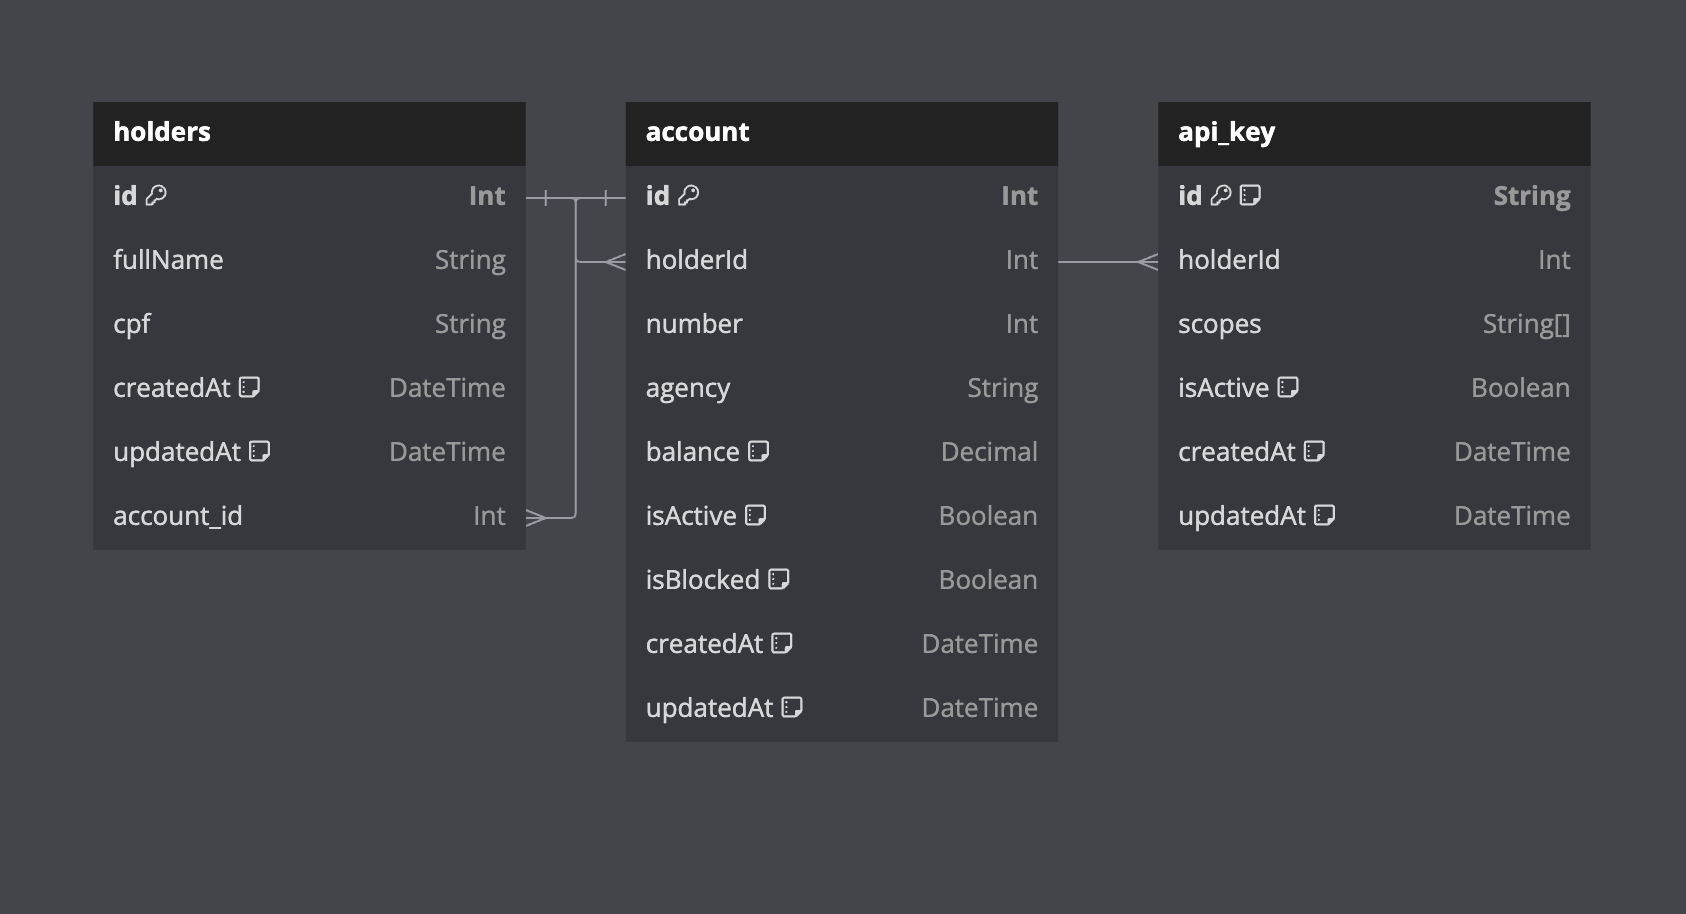 holders
id Int
fullName String
cpf String
createdAt DateTime
updatedAt DateTime
account_id Int
account
id Int
holderId Int
number Int
agency String
balance Decimal
isActive Boolean
isBlocked Boolean
createdAt DateTime
updatedAt DateTime
api_key
id String
holderId Int
scopes String[]
isActive Boolean
createdAt DateTime
updatedAt DateTime